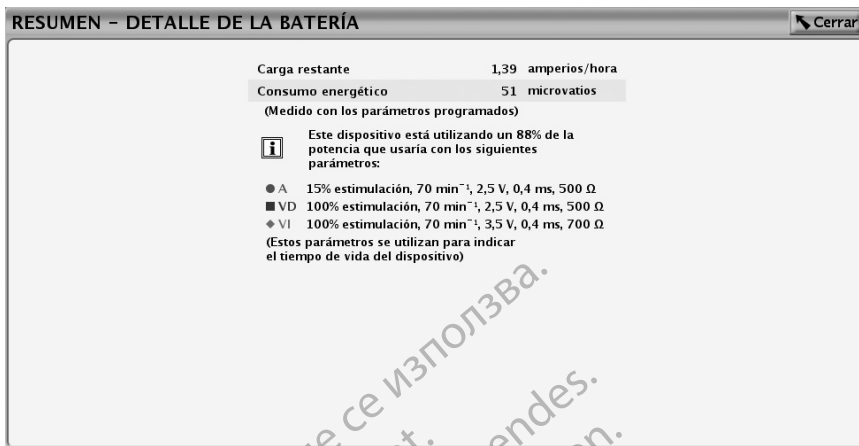 RESUMEN – DETALLE DE LA BATERÍA
Cerrar
Carga restante 1,39 amperios/hora
Consumo energético 51 microvatios
(Medido con los parámetros programados)
Este dispositivo está utilizando un 88% de la
potencia que usaría con los siguientes
parámetros:
A 15% estimulación, 70 min⁻¹, 2,5 V, 0,4 ms, 500 Ω
VD 100% estimulación, 70 min⁻¹, 2,5 V, 0,4 ms, 500 Ω
VI 100% estimulación, 70 min⁻¹, 3,5 V, 0,4 ms, 700 Ω
(Estos parámetros se utilizan para indicar
el tiempo de vida del dispositivo)
се използва.